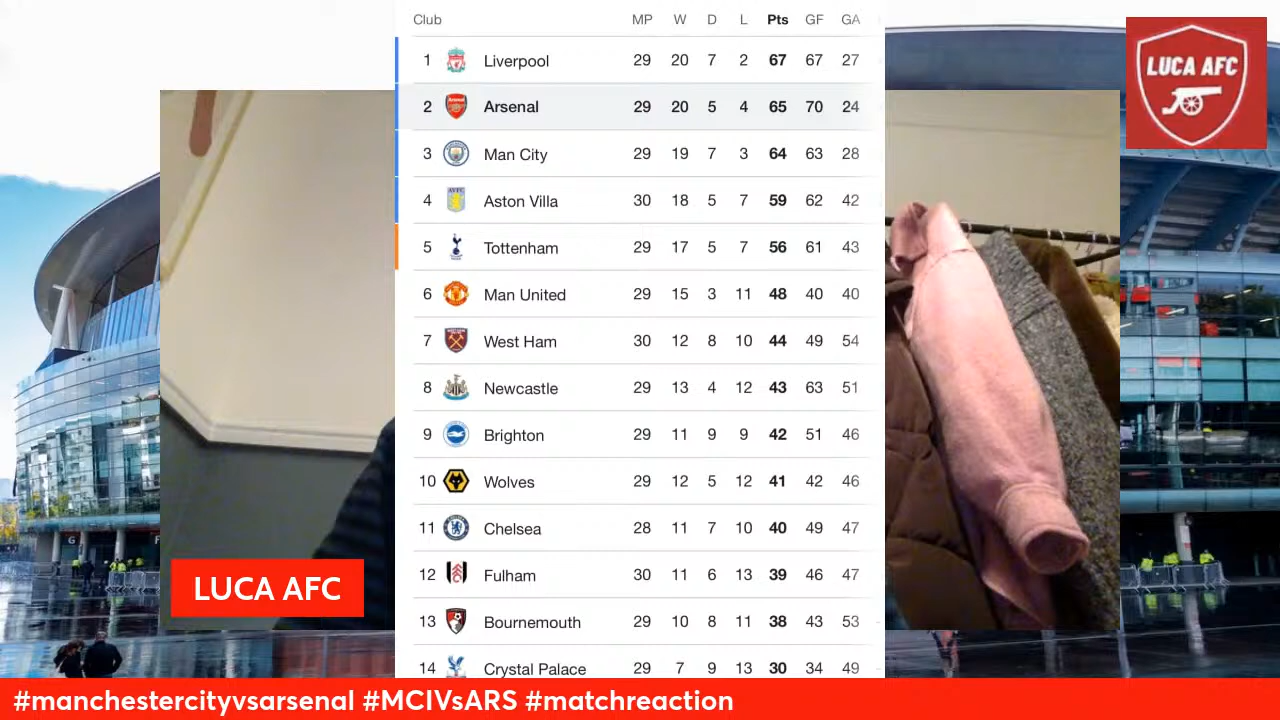 Club MP W D L Pts GF GA
1 Liverpool 29 20 7 2 67 67 27
2 Arsenal 29 20 5 4 65 70 24
3 Man City 29 19 7 3 64 63 28
4 Aston Villa 30 18 5 7 59 62 42
5 Tottenham 29 17 5 7 56 61 43
6 Man United 29 15 3 11 48 40 40
7 West Ham 30 12 8 10 44 49 54
8 Newcastle 29 13 4 12 43 63 51
9 Brighton 29 11 9 9 42 51 46
10 Wolves 29 12 5 12 41 42 46
11 Chelsea 28 11 7 10 40 49 47
12 Fulham 30 11 6 13 39 46 47
13 Bournemouth 29 10 8 11 38 43 53
14 Crystal Palace 29 7 9 13 30 34 49
LUCA AFC
LUCA AFC
G
#manchestercityvsarsenal #MCIVsARS #matchreaction